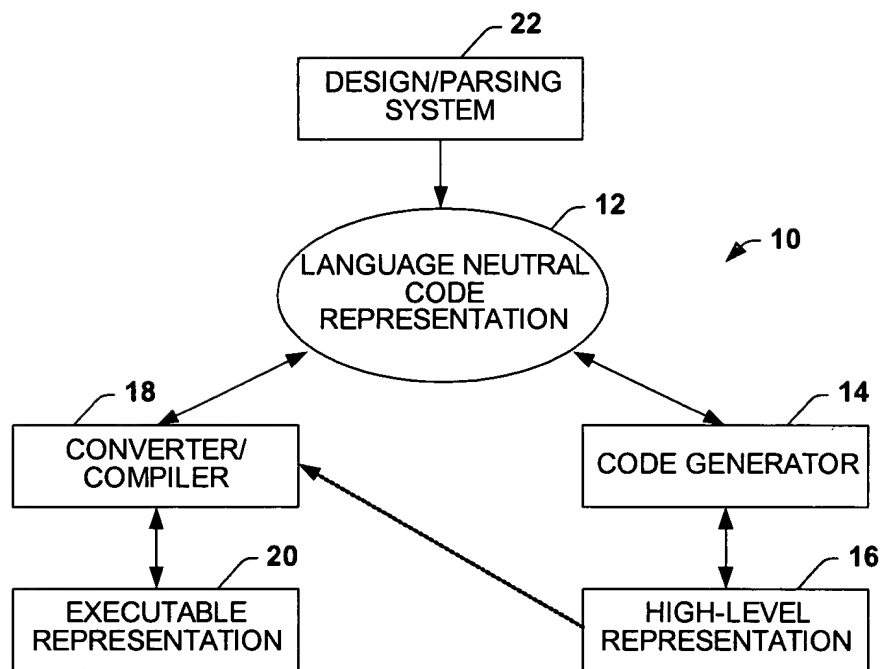 22
DESIGN/PARSING
SYSTEM
12
10
LANGUAGE NEUTRAL
CODE
REPRESENTATION
18
CONVERTER/
COMPILER
14
CODE GENERATOR
20
EXECUTABLE
REPRESENTATION
16
HIGH-LEVEL
REPRESENTATION